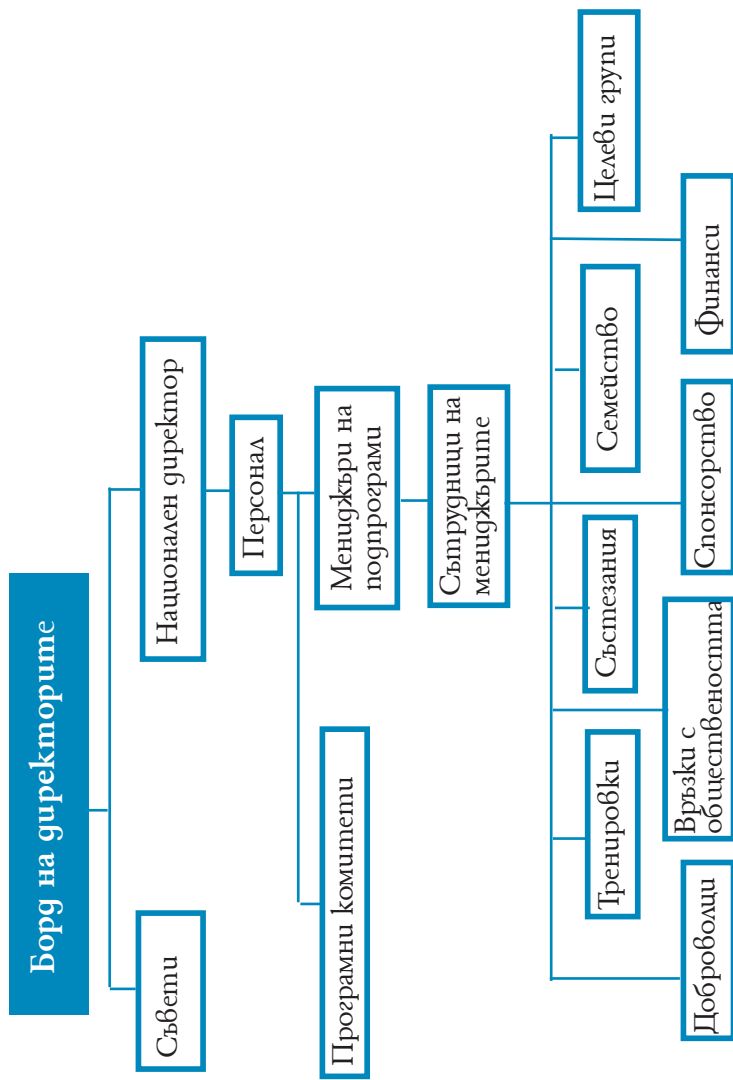 Борд на директорите
Съвети
Национален директор
Персонал
Програмни комитети
Мениджъри на
подпрограми
Сътрудници на
мениджърите
Тренировки
Състезания
Семейство
Целеви групи
Доброволци
Връзки с
обществеността
Спонсорство
Финанси